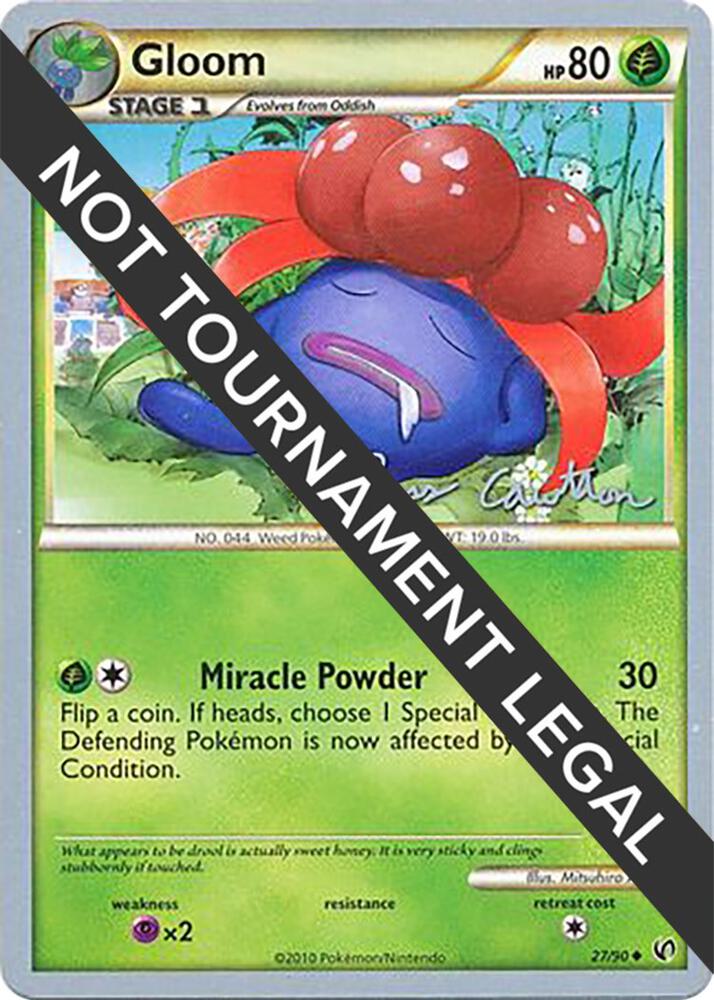 Gloom
HP 80
STAGE 1
Evolves from Oddish
NOT TOURNAMENT LEGAL
Cawthon
NO. 044 Weed WT: 19.0 lbs.
Miracle Powder 30
Flip a coin. If heads, choose 1 Special The
Defending Pokémon is now affected by
Condition.
What appears to be drool is actually sweet honey. It is very sticky and clings
stubbornly if touched.
Illus. Mitsuhiro
weakness resistance retreat cost
×2
©2010 Pokémon/Nintendo
27/90